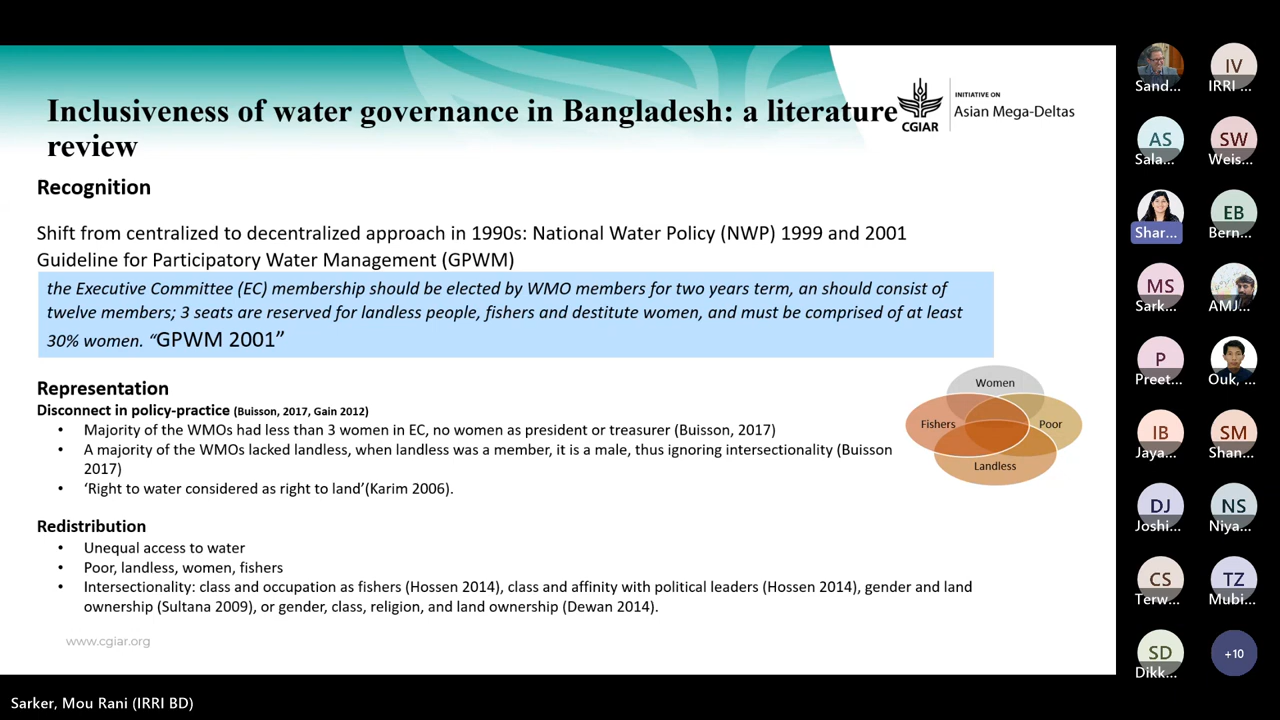 Inclusiveness of water governance in Bangladesh: a literature
review
CGIAR
INITIATIVE ON
Asian Mega-Deltas
Recognition
Shift from centralized to decentralized approach in 1990s: National Water Policy (NWP) 1999 and 2001
Guideline for Participatory Water Management (GPWM)
the Executive Committee (EC) membership should be elected by WMO members for two years term, an should consist of
twelve members; 3 seats are reserved for landless people, fishers and destitute women, and must be comprised of at least
30% women. “GPWM 2001”
Representation
Disconnect in policy-practice (Buisson, 2017, Gain 2012)
• Majority of the WMOs had less than 3 women in EC, no women as president or treasurer (Buisson, 2017)
• A majority of the WMOs lacked landless, when landless was a member, it is a male, thus ignoring intersectionality (Buisson
2017)
• ‘Right to water considered as right to land’(Karim 2006).
Women
Fishers
Poor
Landless
Redistribution
• Unequal access to water
• Poor, landless, women, fishers
• Intersectionality: class and occupation as fishers (Hossen 2014), class and affinity with political leaders (Hossen 2014), gender and land
ownership (Sultana 2009), or gender, class, religion, and land ownership (Dewan 2014).
www.cgiar.org
Sarker, Mou Rani (IRRI BD)
Sand...
IV
IRRI ...
AS
Sala...
SW
Weis...
Shar...
EB
Bern...
MS
Sark...
AMJ...
P
Preet...
Ouk, ...
IB
Jaya...
SM
Shan...
DJ
Joshi...
NS
Niya...
CS
Terw...
TZ
Mubi...
SD
Dikk...
+10